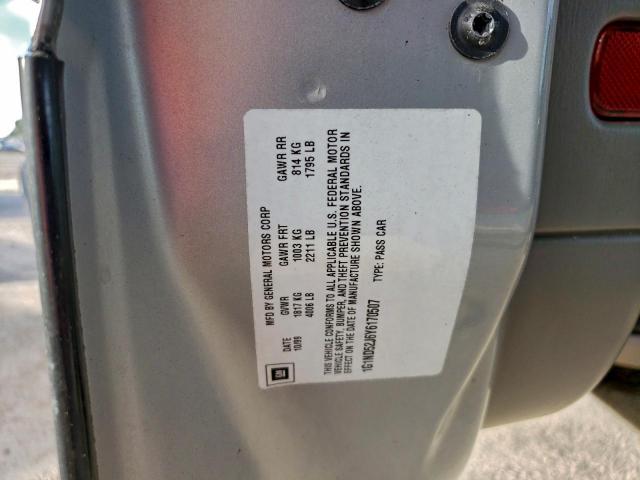 MFD BY GENERAL MOTORS CORP
DATE GVWR GAWR FRT GAWR RR
10/99 1817 KG 1003 KG 814 KG
4006 LB 2211 LB 1795 LB
THIS VEHICLE CONFORMS TO ALL APPLICABLE U.S. FEDERAL MOTOR
VEHICLE SAFETY, BUMPER, AND THEFT PREVENTION STANDARDS IN
EFFECT ON THE DATE OF MANUFACTURE SHOWN ABOVE.
1G1ND52J6Y6170507 TYPE: PASS CAR
GM